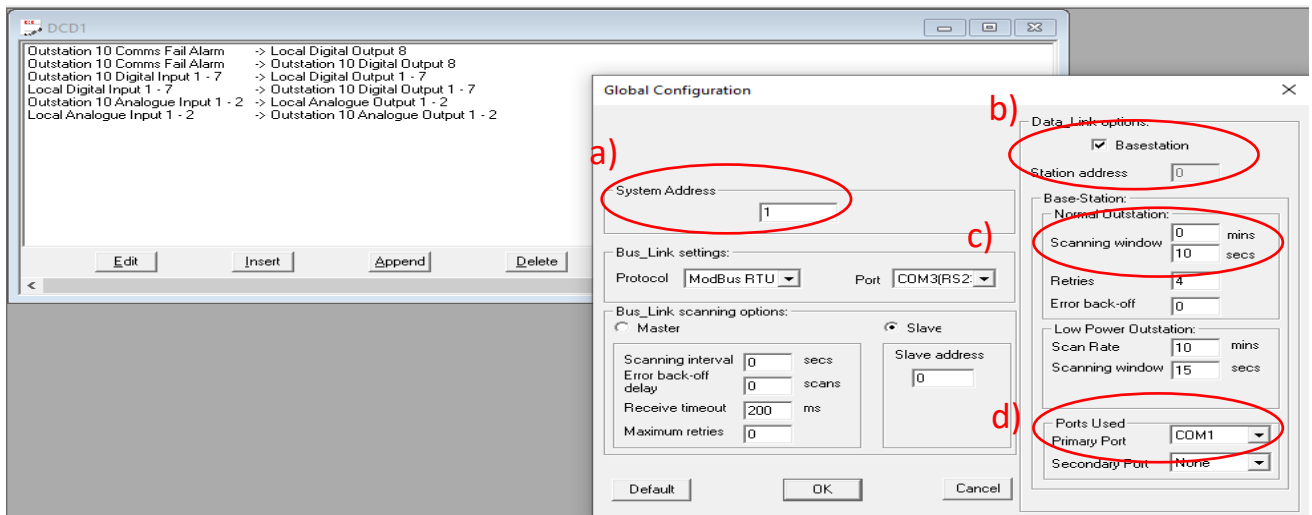 DCD1
Outstation 10 Comms Fail Alarm -> Local Digital Output 8
Outstation 10 Comms Fail Alarm -> Outstation 10 Digital Output 8
Outstation 10 Digital Input 1 - 7 -> Local Digital Output 1 - 7
Local Digital Input 1 - 7 -> Outstation 10 Digital Output 1 - 7
Outstation 10 Analogue Input 1 - 2 -> Local Analogue Output 1 - 2
Local Analogue Input 1 - 2 -> Outstation 10 Analogue Output 1 - 2
Edit Insert Append Delete
Global Configuration
a)
System Address
1
Bus_Link settings:
Protocol ModBus RTU Port COM3(RS2:
Bus_Link scanning options:
Master Slave
Scanning interval 0 secs
Error back-off
delay 0 scans
Receive timeout 200 ms
Maximum retries 0
Slave address
0
Default OK Cancel
b)
Data_Link options:
Basestation
Station address 0
Base-Station:
Normal Outstation:
c)
Scanning window 0 mins
10 secs
Retries 4
Error back-off 0
Low Power Outstation:
Scan Rate 10 mins
Scanning window 15 secs
d)
Ports Used
Primary Port COM1
Secondary Port None